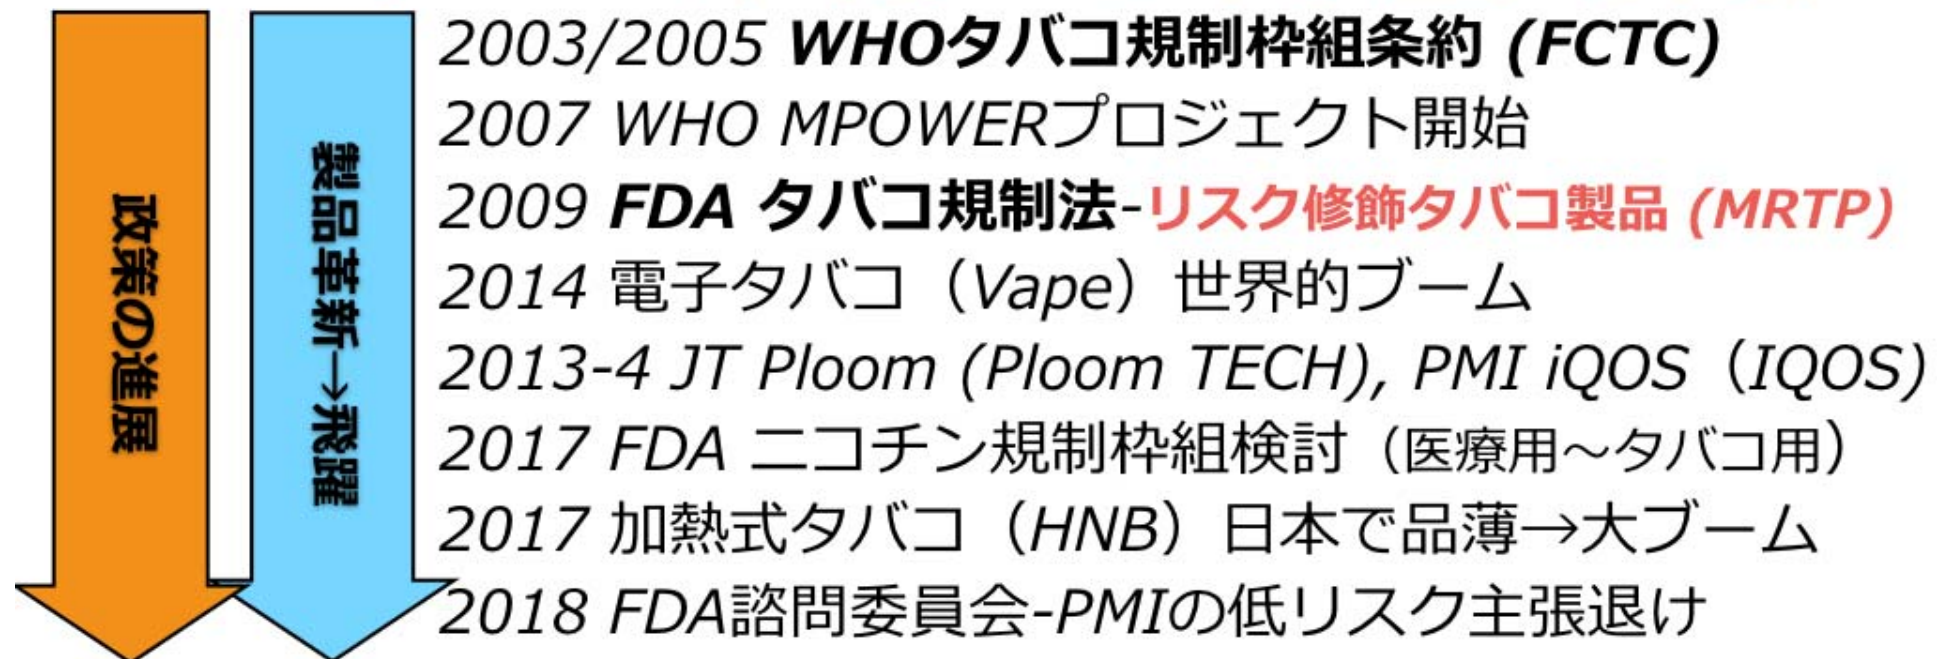 政策の進展
製品革新→飛躍
2003/2005 WHOタバコ規制枠組条約 (FCTC)
2007 WHO MPOWERプロジェクト開始
2009 FDA タバコ規制法-リスク修飾タバコ製品 (MRTP)
2014 電子タバコ（Vape）世界的ブーム
2013-4 JT Ploom (Ploom TECH), PMI iQOS（IQOS)
2017 FDA ニコチン規制枠組検討（医療用～タバコ用）
2017 加熱式タバコ（HNB）日本で品薄→大ブーム
2018 FDA諮問委員会-PMIの低リスク主張退け